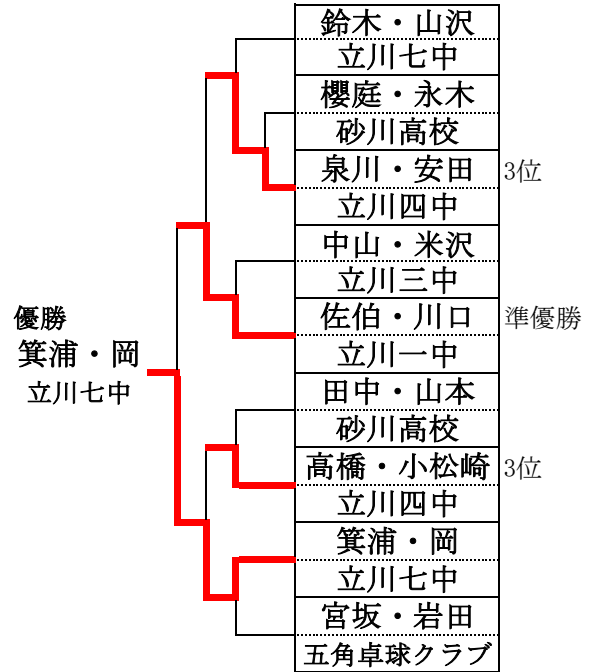 優勝
箕浦・岡
立川七中
鈴木・山沢
立川七中
櫻庭・永木
砂川高校
泉川・安田
3位
立川四中
中山・米沢
立川三中
佐伯・川口
準優勝
立川一中
田中・山本
砂川高校
高橋・小松崎
3位
立川四中
箕浦・岡
立川七中
宮坂・岩田
五角卓球クラブ